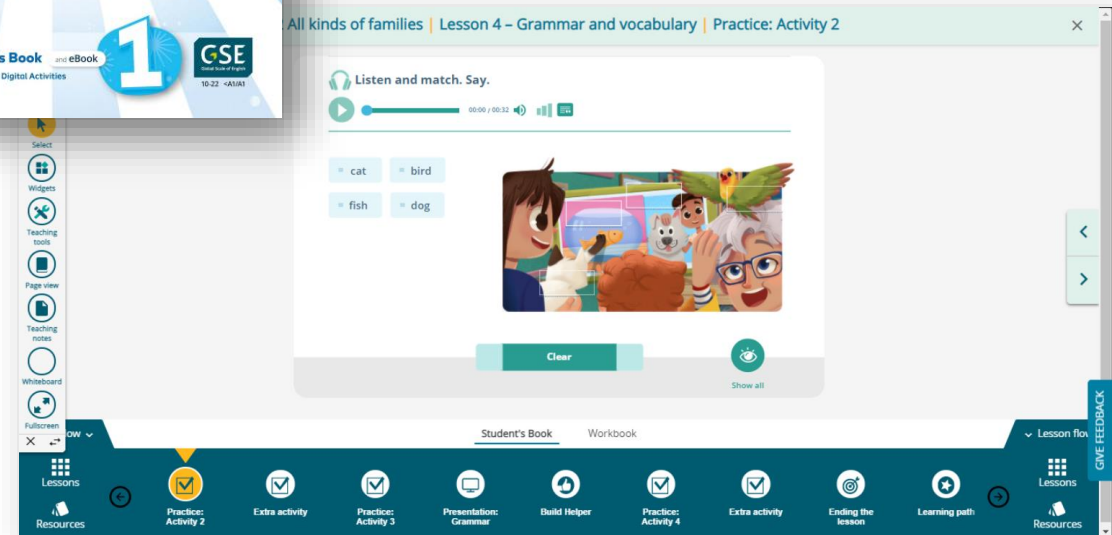 All kinds of families | Lesson 4 – Grammar and vocabulary | Practice: Activity 2
s Book and eBook
Digital Activities
1
GSE
Global Scale of English
10-22 <A1/A1
Listen and match. Say.
00:00 / 00:32
cat
bird
fish
dog
Clear
Show all
Select
Widgets
Teaching
tools
Page view
Teaching
notes
Whiteboard
Fullscreen
GIVE FEEDBACK
ow
Student's Book
Workbook
Lesson flow
Lessons
Resources
Practice:
Activity 2
Extra activity
Practice:
Activity 3
Presentation:
Grammar
Build Helper
Practice:
Activity 4
Extra activity
Ending the
lesson
Learning path
Lessons
Resources